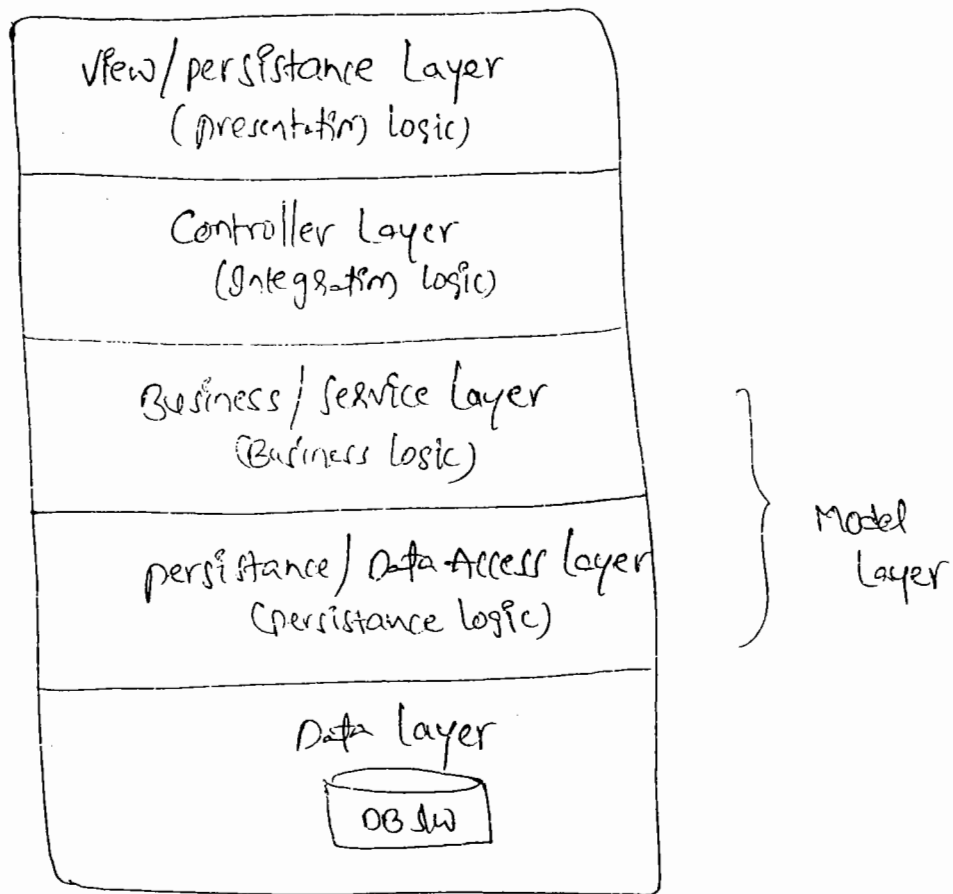 View/persistance Layer
(presentation logic)
Controller Layer
(Integration logic)
Business/service Layer
(Business logic)
persistance/Data Access Layer
(persistance logic)
Model
Layer
Data layer
DB s/w